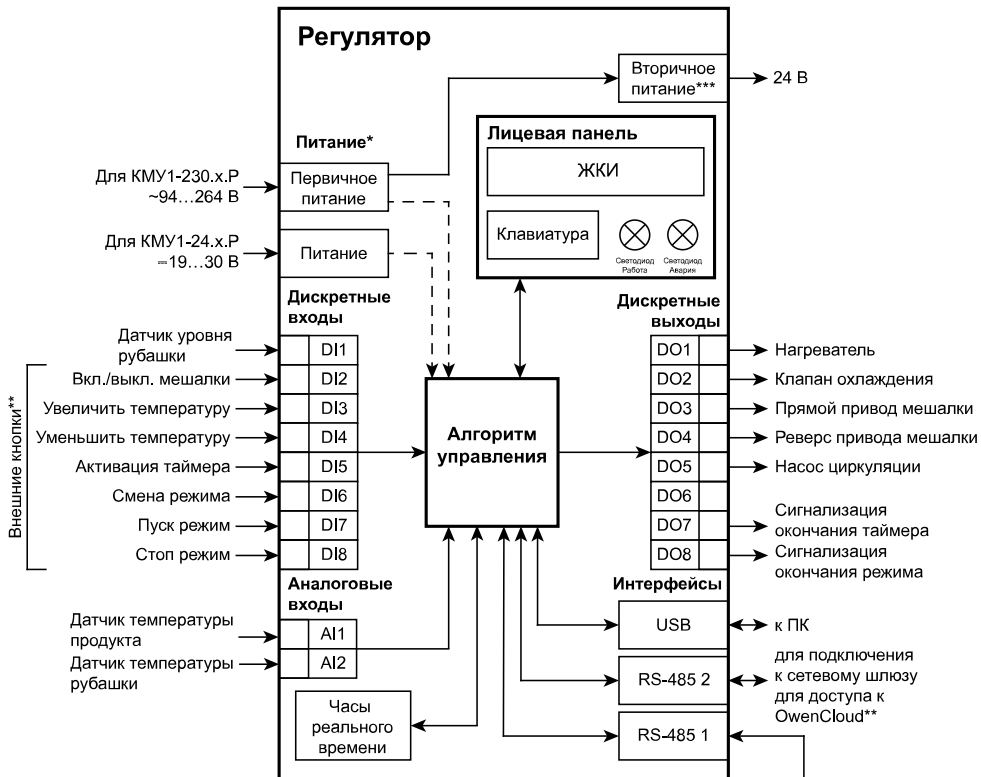 Регулятор
Вторичное
питание***
24 В
Питание*
Для КМУ1-230.х.Р
~94...264 В
Первичное
питание
Для КМУ1-24.х.Р
⎓19...30 В
Питание
Лицевая панель
ЖКИ
Клавиатура
Светодиод
Работа
Светодиод
Авария
Дискретные
входы
Датчик уровня
рубашки
DI1
Внешние кнопки**
Вкл./выкл. мешалки
DI2
Увеличить температуру
DI3
Уменьшить температуру
DI4
Активация таймера
DI5
Смена режима
DI6
Пуск режим
DI7
Стоп режим
DI8
Алгоритм
управления
Дискретные
выходы
DO1
Нагреватель
DO2
Клапан охлаждения
DO3
Прямой привод мешалки
DO4
Реверс привода мешалки
DO5
Насос циркуляции
DO6
DO7
Сигнализация
окончания таймера
DO8
Сигнализация
окончания режима
Аналоговые
входы
Датчик температуры
продукта
AI1
Датчик температуры
рубашки
AI2
Часы
реального
времени
Интерфейсы
USB
к ПК
RS-485 2
для подключения
к сетевому шлюзу
для доступа к
OwenCloud**
RS-485 1